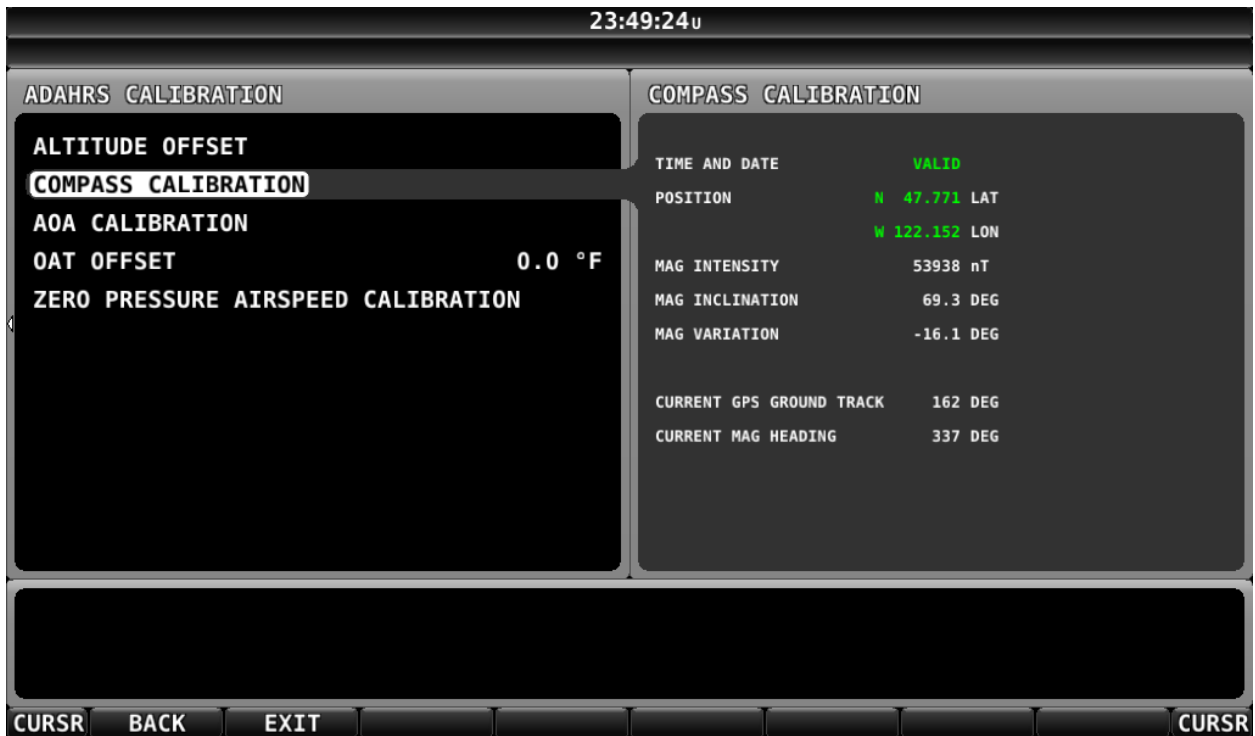 23:49:24U
ADAHRS CALIBRATION
ALTITUDE OFFSET
COMPASS CALIBRATION
AOA CALIBRATION
OAT OFFSET 0.0 °F
ZERO PRESSURE AIRSPEED CALIBRATION
COMPASS CALIBRATION
TIME AND DATE VALID
POSITION N 47.771 LAT
W 122.152 LON
MAG INTENSITY 53938 nT
MAG INCLINATION 69.3 DEG
MAG VARIATION -16.1 DEG
CURRENT GPS GROUND TRACK 162 DEG
CURRENT MAG HEADING 337 DEG
CURSR BACK EXIT CURSR